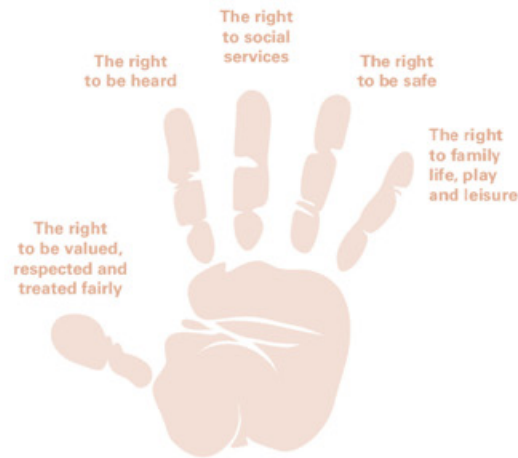 The right
to social
services
The right
to be heard
The right
to be safe
The right
to family
life, play
and leisure
The right
to be valued,
respected and
treated fairly